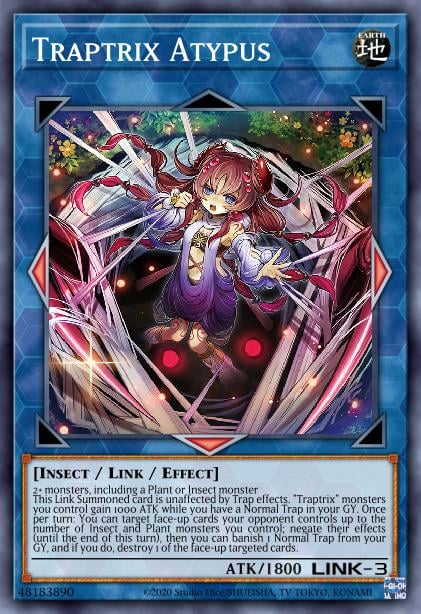 TRAPTRIX ATYPUS
EARTH
地
[INSECT / LINK / EFFECT]
2+ monsters, including a Plant or Insect monster
This Link Summoned card is unaffected by Trap effects. "Traptrix" monsters
you control gain 1000 ATK while you have a Normal Trap in your GY. Once
per turn: You can target face-up cards your opponent controls up to the
number of Insect and Plant monsters you control; negate their effects
(until the end of this turn), then you can banish 1 Normal Trap from your
GY, and if you do, destroy 1 of the face-up targeted cards.
ATK/1800 LINK-3
48183890
©2020 Studio Dice/SHUEISHA, TV TOKYO, KONAMI